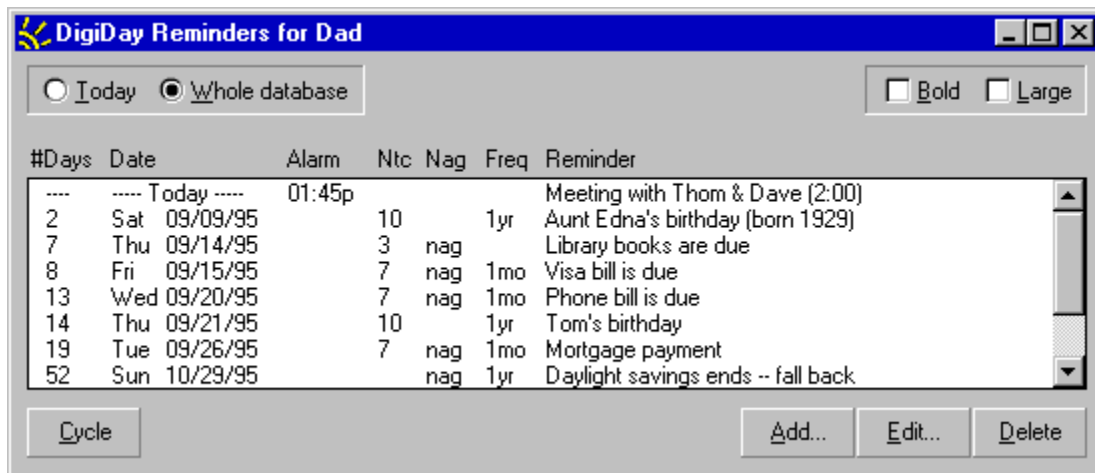 DigiDay Reminders for Dad
Today Whole database Bold Large
#Days Date Alarm Ntc Nag Freq Reminder
---- ----- Today ----- 01:45p Meeting with Thom & Dave (2:00)
2 Sat 09/09/95 10 1yr Aunt Edna's birthday (born 1929)
7 Thu 09/14/95 3 nag Library books are due
8 Fri 09/15/95 7 nag 1mo Visa bill is due
13 Wed 09/20/95 7 nag 1mo Phone bill is due
14 Thu 09/21/95 10 1yr Tom's birthday
19 Tue 09/26/95 7 nag 1mo Mortgage payment
52 Sun 10/29/95 nag 1yr Daylight savings ends -- fall back
Cycle Add... Edit... Delete